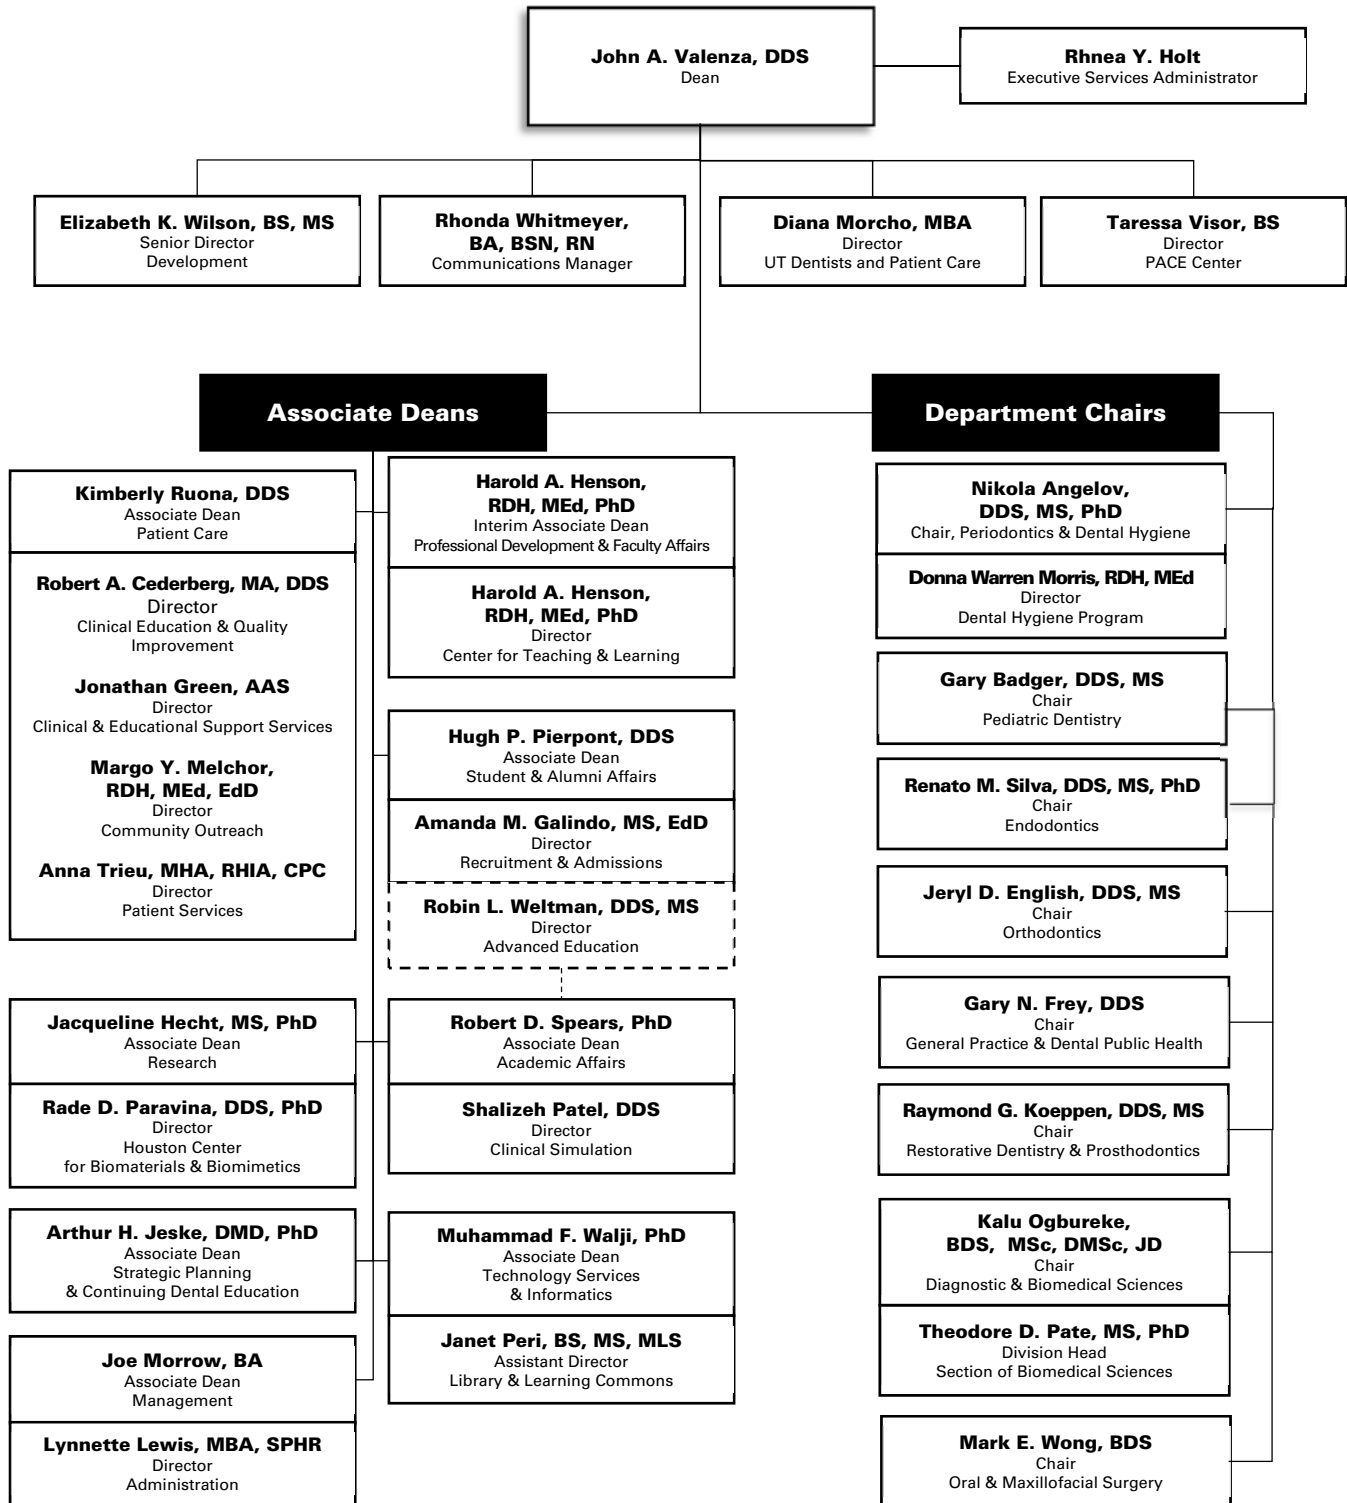 John A. Valenza, DDS
Dean
Rhnea Y. Holt
Executive Services Administrator
Elizabeth K. Wilson, BS, MS
Senior Director
Development
Rhonda Whitmeyer,
BA, BSN, RN
Communications Manager
Diana Morcho, MBA
Director
UT Dentists and Patient Care
Taressa Visor, BS
Director
PACE Center
Associate Deans
Kimberly Ruona, DDS
Associate Dean
Patient Care
Robert A. Cederberg, MA, DDS
Director
Clinical Education & Quality
Improvement
Jonathan Green, AAS
Director
Clinical & Educational Support Services
Margo Y. Melchor,
RDH, MEd, EdD
Director
Community Outreach
Anna Trieu, MHA, RHIA, CPC
Director
Patient Services
Jacqueline Hecht, MS, PhD
Associate Dean
Research
Rade D. Paravina, DDS, PhD
Director
Houston Center
for Biomaterials & Biomimetics
Arthur H. Jeske, DMD, PhD
Associate Dean
Strategic Planning
& Continuing Dental Education
Joe Morrow, BA
Associate Dean
Management
Lynnette Lewis, MBA, SPHR
Director
Administration
Harold A. Henson,
RDH, MEd, PhD
Interim Associate Dean
Professional Development & Faculty Affairs
Harold A. Henson,
RDH, MEd, PhD
Director
Center for Teaching & Learning
Hugh P. Pierpont, DDS
Associate Dean
Student & Alumni Affairs
Amanda M. Galindo, MS, EdD
Director
Recruitment & Admissions
Robin L. Weltman, DDS, MS
Director
Advanced Education
Robert D. Spears, PhD
Associate Dean
Academic Affairs
Shalizeh Patel, DDS
Director
Clinical Simulation
Muhammad F. Walji, PhD
Associate Dean
Technology Services
& Informatics
Janet Peri, BS, MS, MLS
Assistant Director
Library & Learning Commons
Department Chairs
Nikola Angelov,
DDS, MS, PhD
Chair, Periodontics & Dental Hygiene
Donna Warren Morris, RDH, MEd
Director
Dental Hygiene Program
Gary Badger, DDS, MS
Chair
Pediatric Dentistry
Renato M. Silva, DDS, MS, PhD
Chair
Endodontics
Jeryl D. English, DDS, MS
Chair
Orthodontics
Gary N. Frey, DDS
Chair
General Practice & Dental Public Health
Raymond G. Koeppen, DDS, MS
Chair
Restorative Dentistry & Prosthodontics
Kalu Ogbureke,
BDS, MSc, DMSc, JD
Chair
Diagnostic & Biomedical Sciences
Theodore D. Pate, MS, PhD
Division Head
Section of Biomedical Sciences
Mark E. Wong, BDS
Chair
Oral & Maxillofacial Surgery